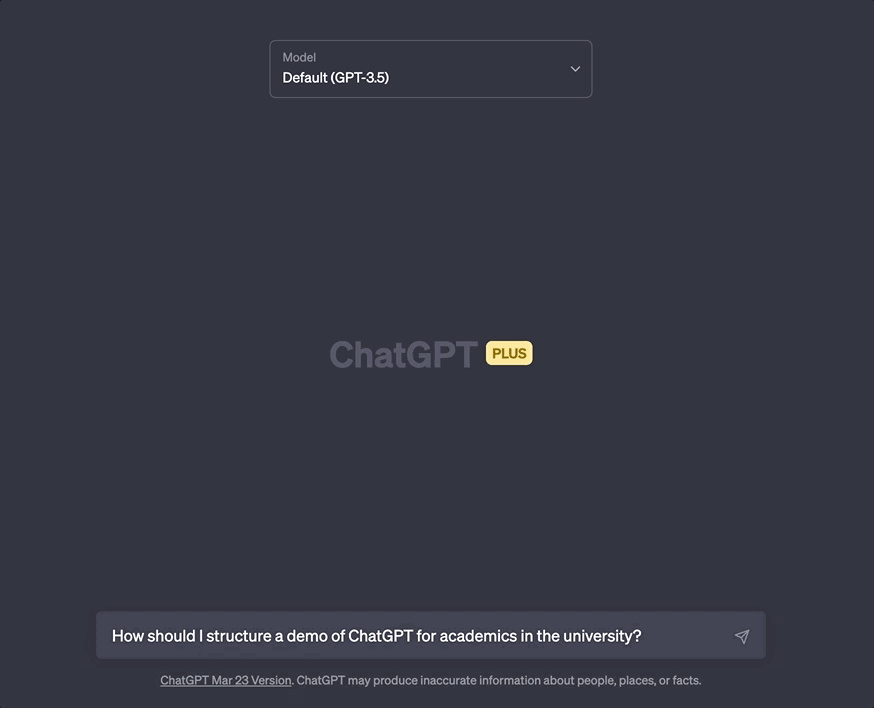 Model
Default (GPT-3.5)
ChatGPT PLUS
How should I structure a demo of ChatGPT for academics in the university?
ChatGPT Mar 23 Version. ChatGPT may produce inaccurate information about people, places, or facts.